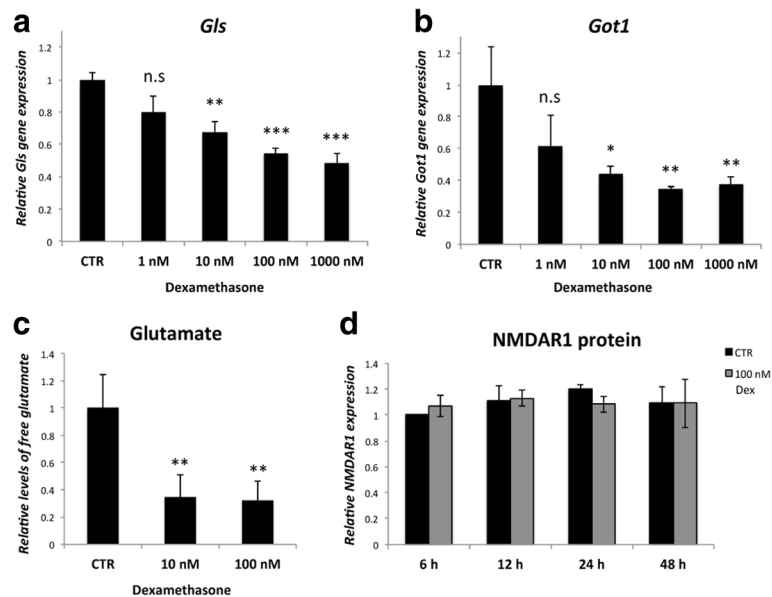 a
Gls
Relative Gls gene expression
1.2
1
0.8
0.6
0.4
0.2
0
n.s
**
***
***
CTR 1 nM 10 nM 100 nM 1000 nM
Dexamethasone
b
Got1
Relative Got1 gene expression
1.2
1
0.8
0.6
0.4
0.2
0
n.s
*
**
**
CTR 1 nM 10 nM 100 nM 1000 nM
Dexamethasone
c
Glutamate
Relative levels of free glutamate
1.4
1.2
1
0.8
0.6
0.4
0.2
0
**
**
CTR 10 nM 100 nM
Dexamethasone
d
NMDAR1 protein
Relative NMDAR1 expression
1.4
1.2
1
0.8
0.6
0.4
0.2
0
6 h 12 h 24 h 48 h
CTR
100 nM
Dex